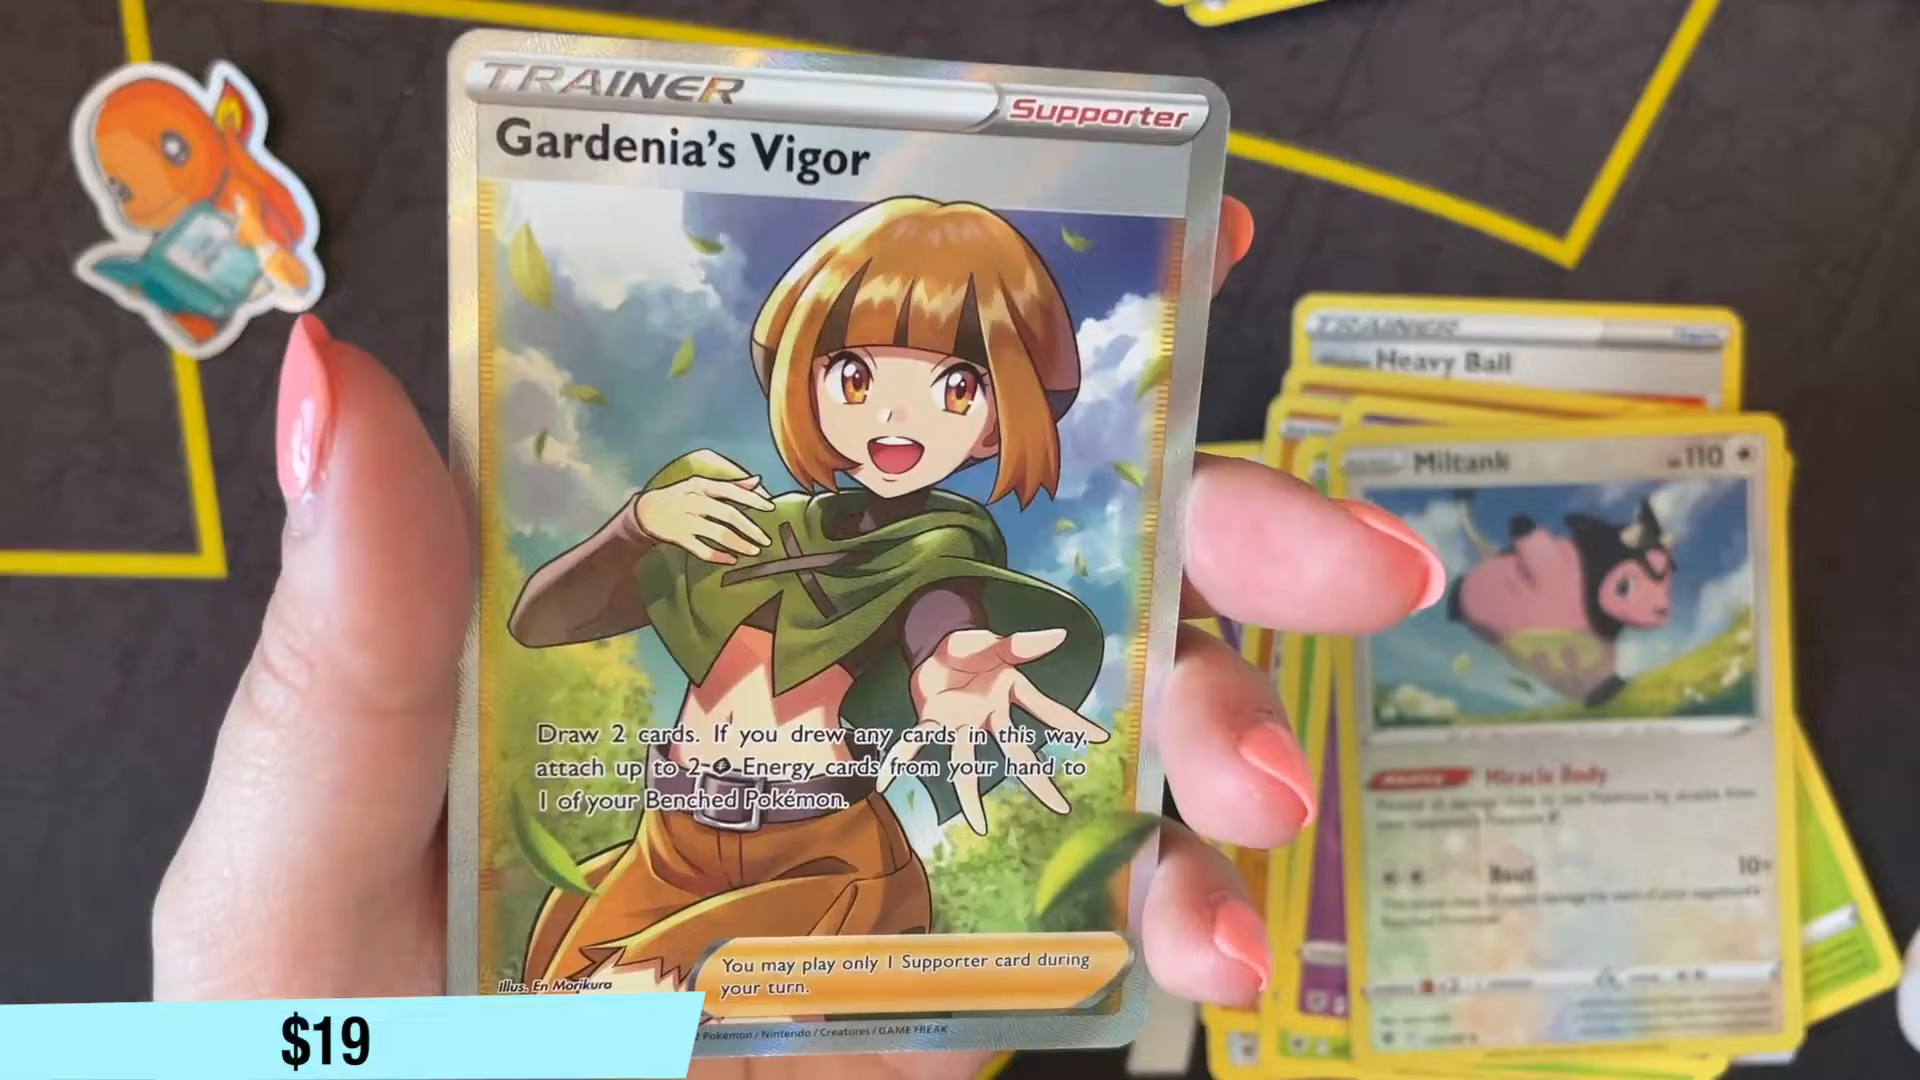 TRAINER
Supporter
Gardenia's Vigor
Draw 2 cards. If you drew any cards in this way,
attach up to 2 Energy cards from your hand to
1 of your Benched Pokémon.
You may play only 1 Supporter card during
your turn.
Illus. En Morikura
Pokémon / Nintendo / Creatures / GAME FREAK
$19
TRAINER
Heavy Ball
Miltank
110
Miracle Body
Rout
10+